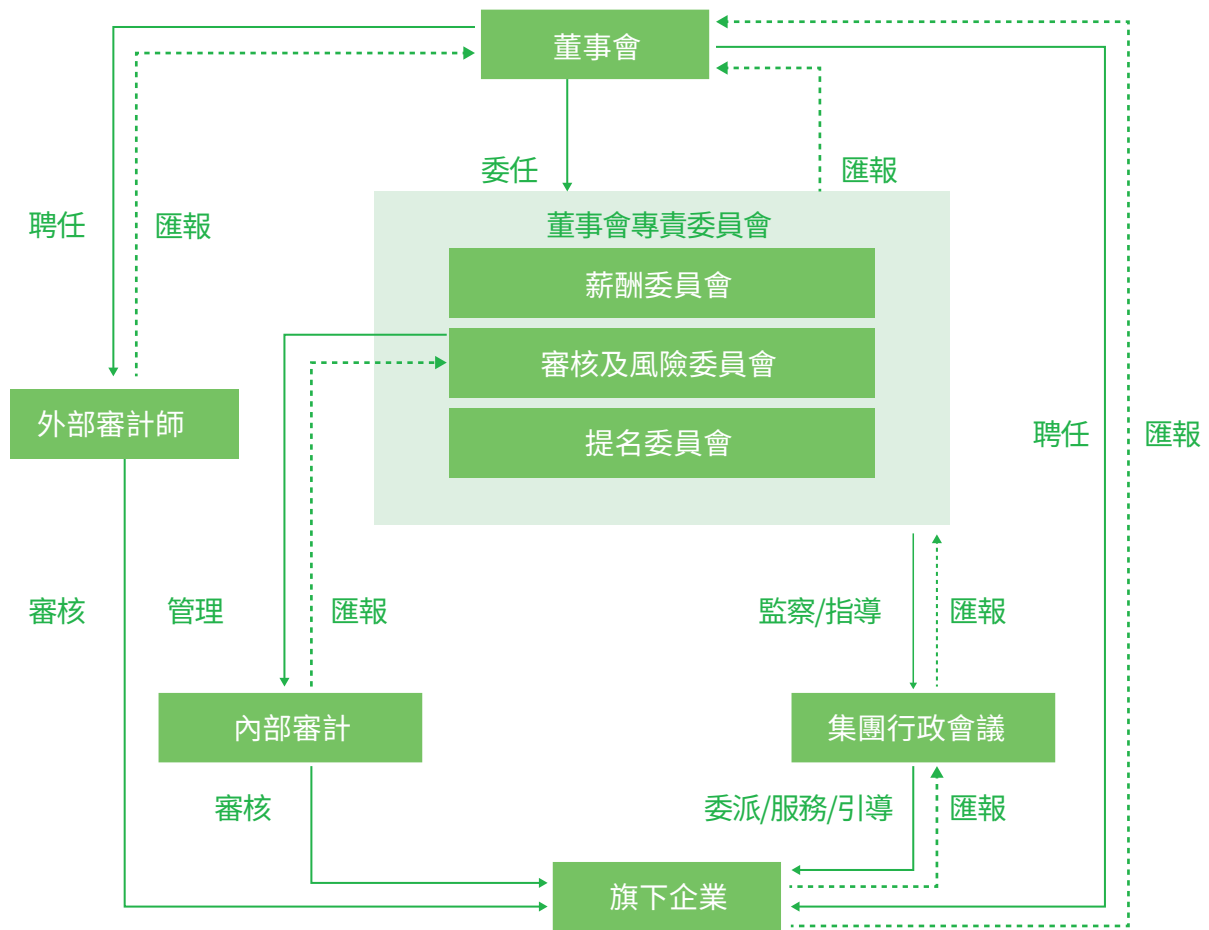 董事會
委任
匯報
聘任
匯報
董事會專責委員會
薪酬委員會
審核及風險委員會
提名委員會
外部審計師
聘任
匯報
審核
管理
匯報
監察/指導
匯報
內部審計
集團行政會議
審核
委派/服務/引導
匯報
旗下企業